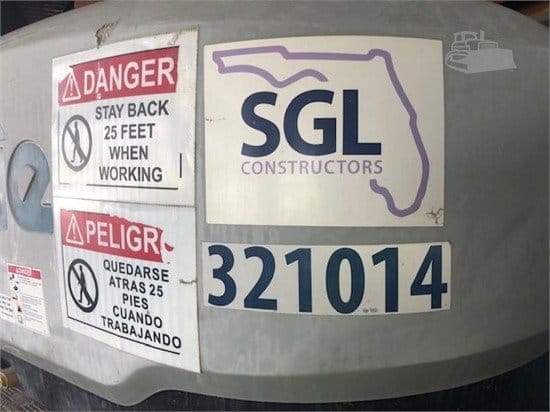 DANGER
STAY BACK
25 FEET
WHEN
WORKING
PELIGR
QUEDARSE
ATRAS 25
PIES
CUANDO
TRABAJANDO
SGL
CONSTRUCTORS
321014